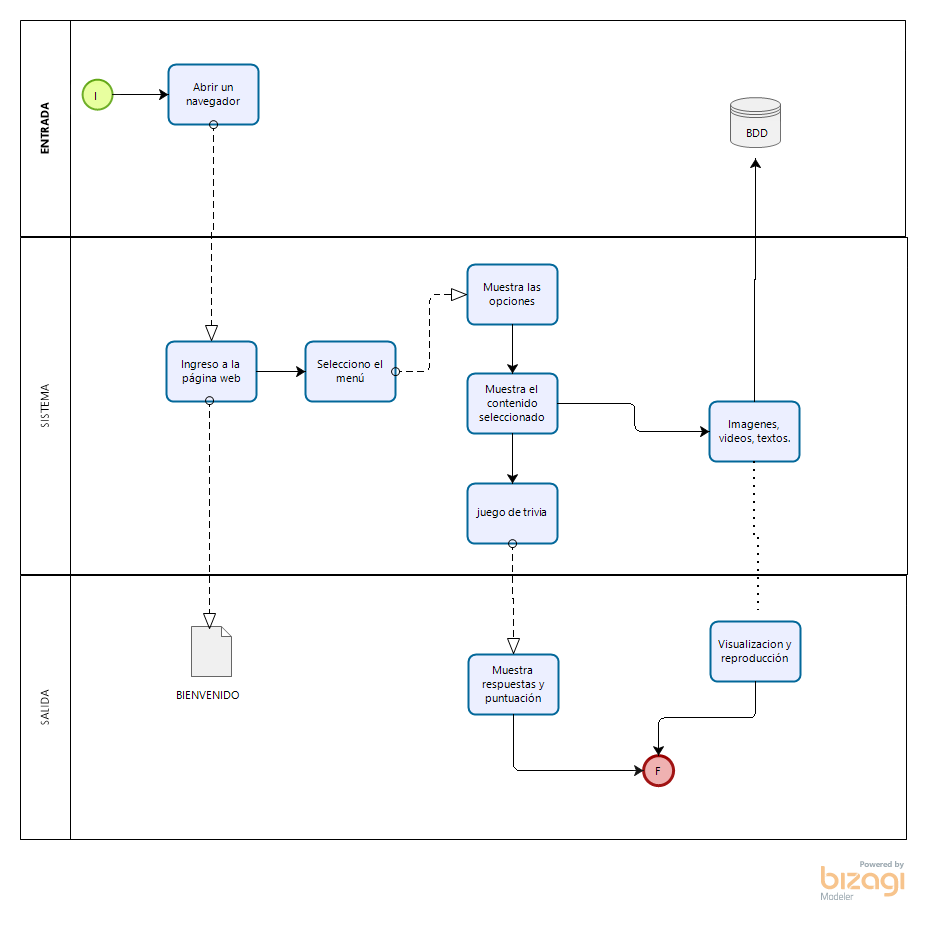 ENTRADA
I
Abrir un
navegador
BDD
SISTEMA
Ingreso a la
página web
Selecciono el
menú
Muestra las
opciones
Muestra el
contenido
seleccionado
juego de trivia
Imagenes,
videos, textos.
SALIDA
BIENVENIDO
Muestra
respuestas y
puntuación
Visualizacion y
reproducción
F
Powered by
bizagi
Modeler